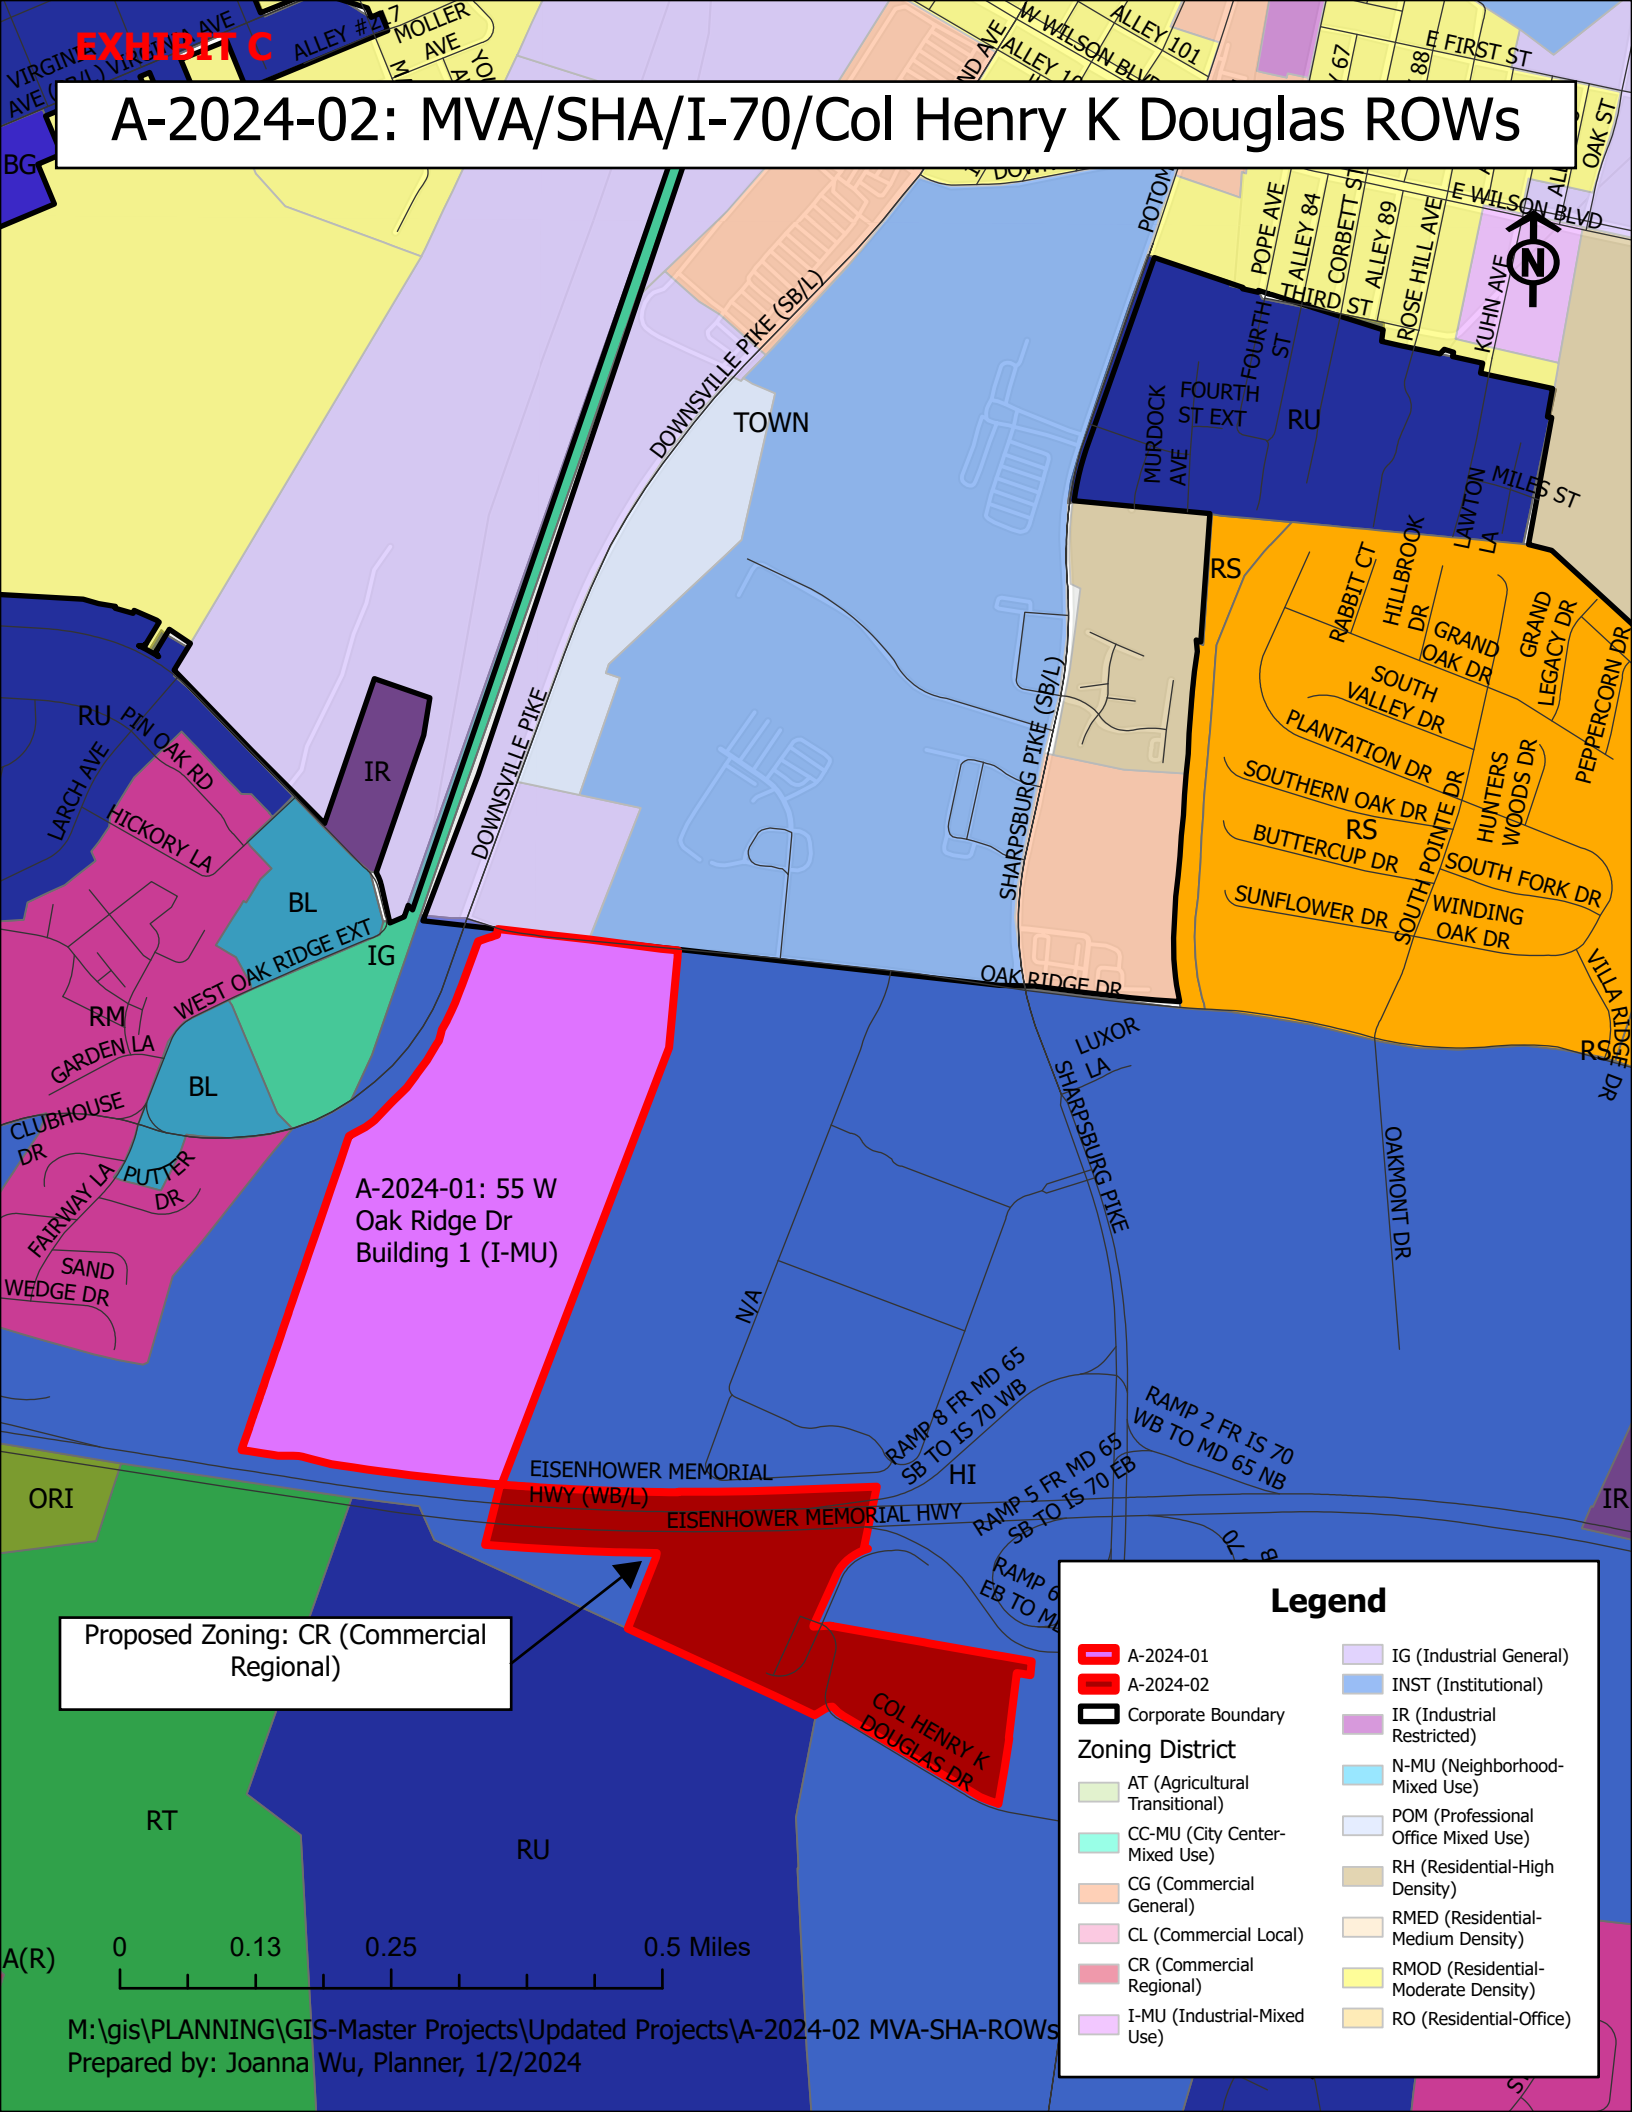 EXHIBIT C
A-2024-02: MVA/SHA/I-70/Col Henry K Douglas ROWs
VIRGINIA
AVE
VIRGINIA AVE
ALLEY #217
MOLLER
AVE
BG
W WILSON BLVD
ALLEY 101
E FIRST ST
OAK ST
E WILSON BLVD
POPE AVE
ALLEY 84
CORBETT ST
ALLEY 89
ROSE HILL AVE
KUHN AVE
N
THIRD ST
FOURTH
ST
FOURTH
ST EXT
MURDOCK
AVE
RU
LAWTON
LA
MILES ST
DOWNSVILLE PIKE (SB/L)
TOWN
RS
RABBIT CT
HILLBROOK
DR
GRAND
OAK DR
GRAND
LEGACY DR
PEPPERCORN DR
SOUTH
VALLEY DR
PLANTATION DR
SOUTHERN OAK DR
RS
BUTTERCUP DR
SUNFLOWER DR
SOUTH POINTE DR
HUNTERS
WOODS DR
SOUTH FORK DR
WINDING
OAK DR
VILLA RIDGE DR
RS
SHARPSBURG PIKE (SB/L)
DOWNSVILLE PIKE
RU
PIN OAK RD
LARCH AVE
HICKORY LA
IR
BL
WEST OAK RIDGE EXT
IG
RM
GARDEN LA
BL
CLUBHOUSE
DR
PUTTER
DR
FAIRWAY LA
SAND
WEDGE DR
OAK RIDGE DR
LUXOR
LA
SHARPSBURG PIKE
OAKMONT DR
A-2024-01: 55 W
Oak Ridge Dr
Building 1 (I-MU)
N/A
RAMP 8 FR MD 65
SB TO IS 70 WB
RAMP 2 FR IS 70
WB TO MD 65 NB
HI
RAMP 5 FR MD 65
SB TO IS 70 EB
RAMP 6
EB TO
EISENHOWER MEMORIAL
HWY (WB/L)
EISENHOWER MEMORIAL HWY
ORI
IR
Proposed Zoning: CR (Commercial
Regional)
COL HENRY K
DOUGLAS DR
RT
RU
A(R)
0 0.13 0.25 0.5 Miles
M:\gis\PLANNING\GIS-Master Projects\Updated Projects\A-2024-02 MVA-SHA-ROWs
Prepared by: Joanna Wu, Planner, 1/2/2024
Legend
A-2024-01
A-2024-02
Corporate Boundary
Zoning District
AT (Agricultural
Transitional)
CC-MU (City Center-
Mixed Use)
CG (Commercial
General)
CL (Commercial Local)
CR (Commercial
Regional)
I-MU (Industrial-Mixed
Use)
IG (Industrial General)
INST (Institutional)
IR (Industrial
Restricted)
N-MU (Neighborhood-
Mixed Use)
POM (Professional
Office Mixed Use)
RH (Residential-High
Density)
RMED (Residential-
Medium Density)
RMOD (Residential-
Moderate Density)
RO (Residential-Office)